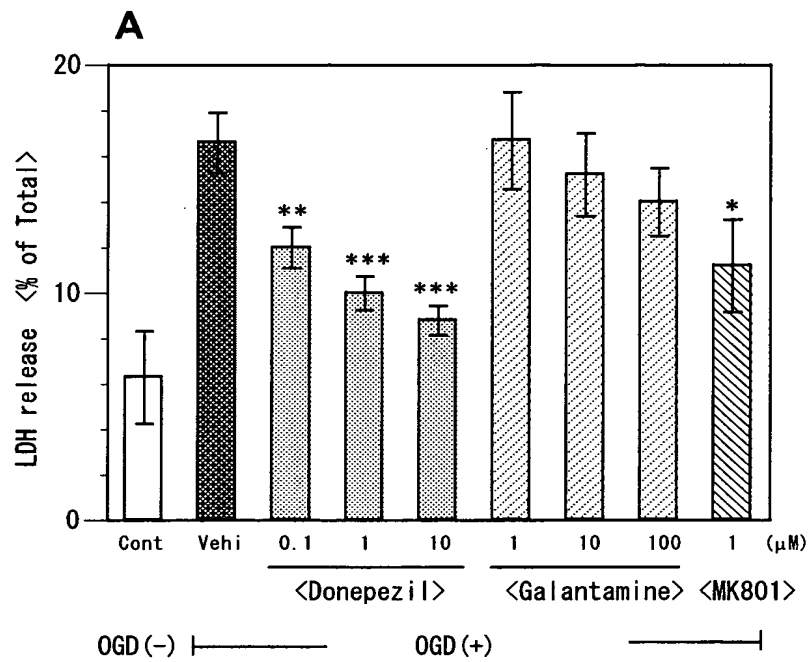 A
LDH release <% of Total>
20
10
0
** *** *** *
Cont Vehi 0.1 1 10 1 10 100 1 (μM)
<Donepezil> <Galantamine> <MK801>
OGD(-) OGD(+)